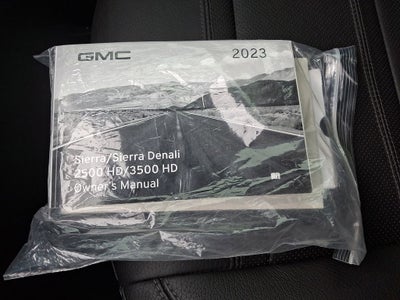 GMC 2023
Sierra/Sierra Denali
2500 HD/3500 HD
Owner's Manual